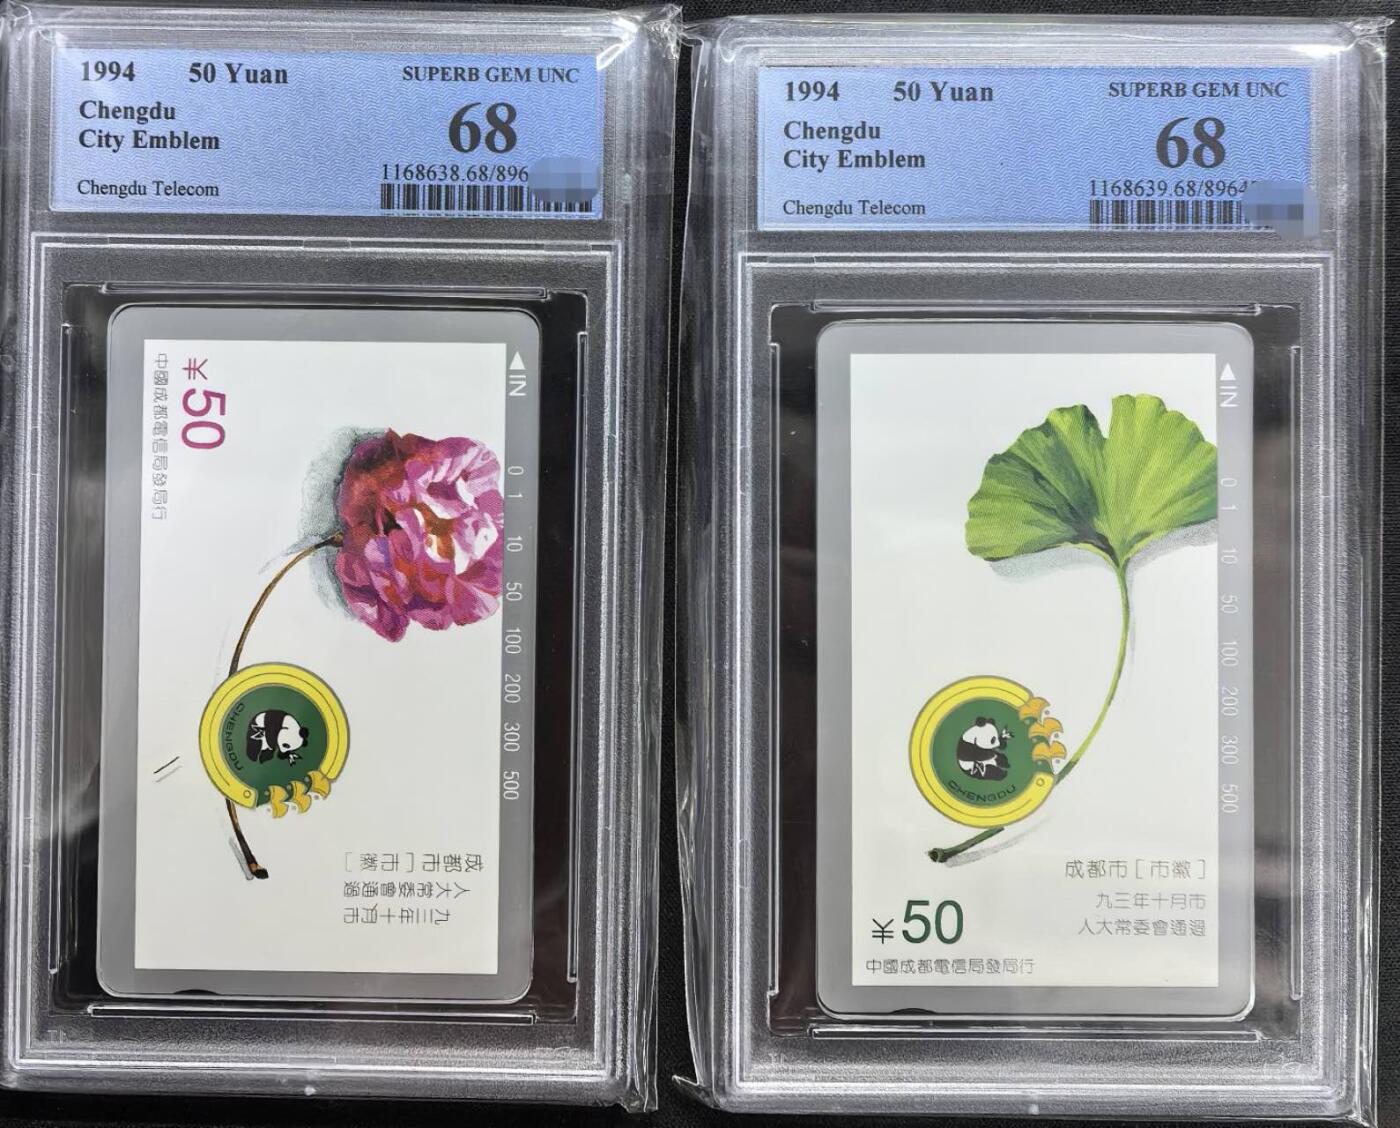 1994 50 Yuan
SUPERB GEM UNC
Chengdu
City Emblem
68
1168638.68/896
Chengdu Telecom
¥50
中國成都電信局發局行
◀IN
0 1 10 50 100 200 300 500
CHENGDU
成都市［市徽］
九三年十月市
人大常委會通過
1994 50 Yuan
SUPERB GEM UNC
Chengdu
City Emblem
68
1168639.68/8964
Chengdu Telecom
◀IN
0 1 10 50 100 200 300 500
CHENGDU
成都市［市徽］
九三年十月市
人大常委會通過
¥50
中國成都電信局發局行